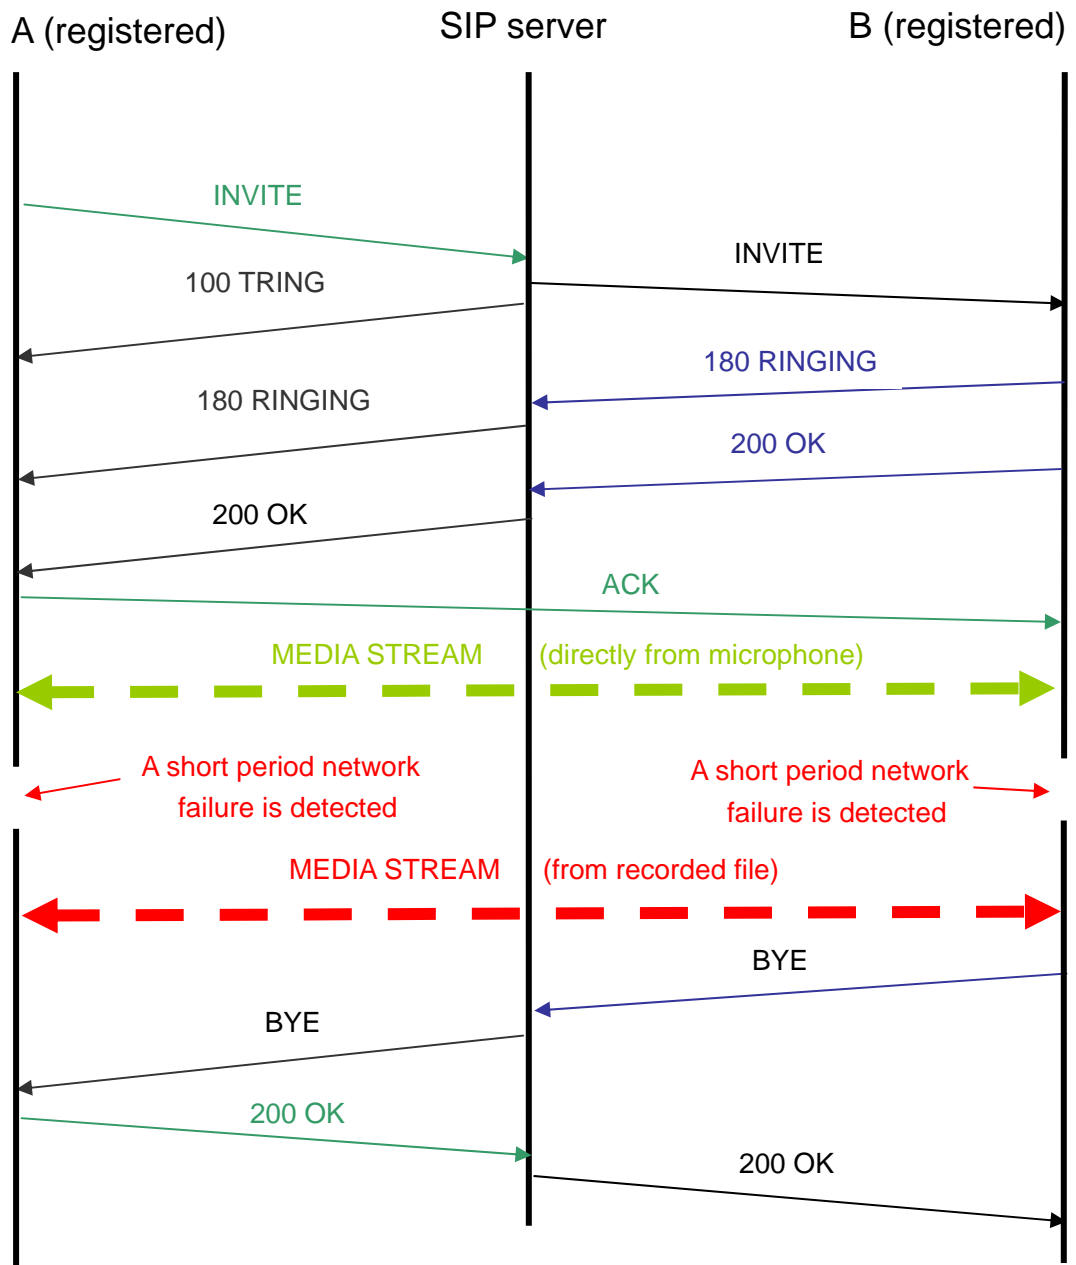 A (registered)
SIP server
B (registered)
INVITE
INVITE
100 TRING
180 RINGING
180 RINGING
200 OK
200 OK
ACK
MEDIA STREAM (directly from microphone)
A short period network
failure is detected
A short period network
failure is detected
MEDIA STREAM (from recorded file)
BYE
BYE
200 OK
200 OK